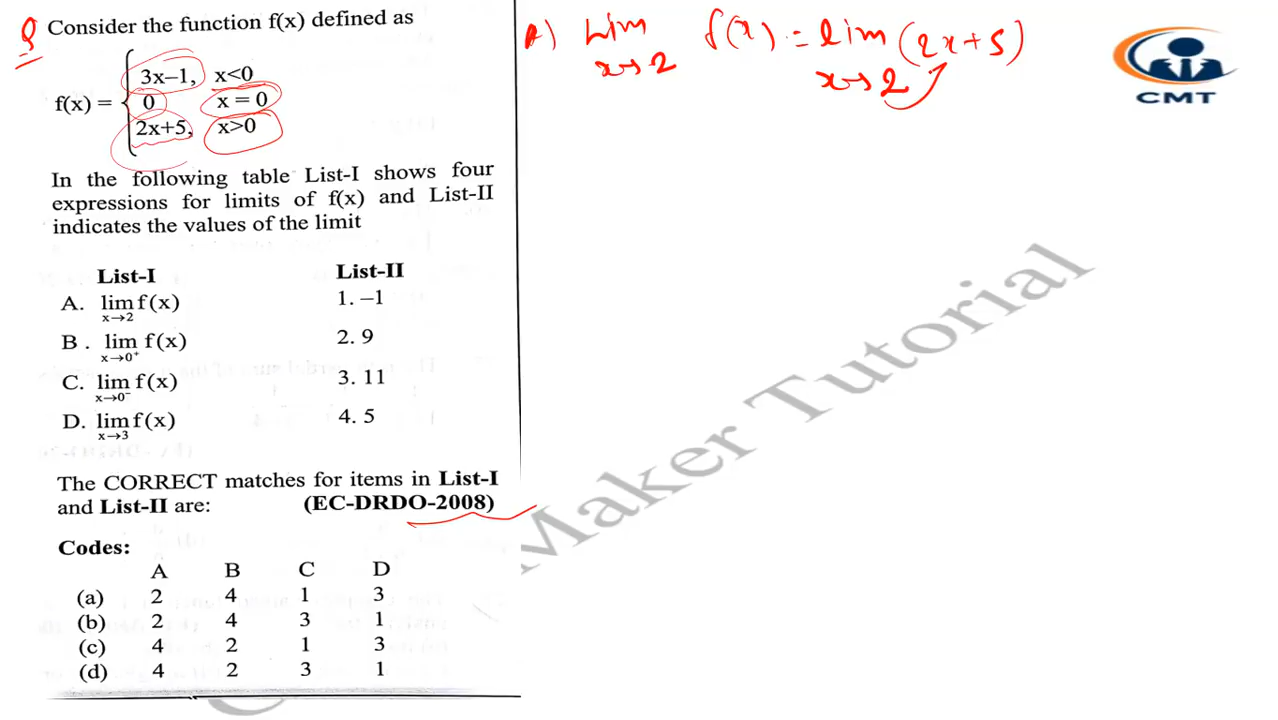 Q
Consider the function f(x) defined as
f(x) = { 3x–1, x<0
0 x = 0
2x+5, x>0
In the following table List-I shows four
expressions for limits of f(x) and List-II
indicates the values of the limit
List-I List-II
A. lim x→2 f(x) 1. –1
B . lim x→0⁺ f(x) 2. 9
C. lim x→0⁻ f(x) 3. 11
D. lim x→3 f(x) 4. 5
The CORRECT matches for items in List-I
and List-II are: (EC-DRDO-2008)
Codes:
A B C D
(a) 2 4 1 3
(b) 2 4 3 1
(c) 4 2 1 3
(d) 4 2 3 1
A) Lim x→2 f(x) = lim x→2 (2x+5)
CMT
Maker Tutorial